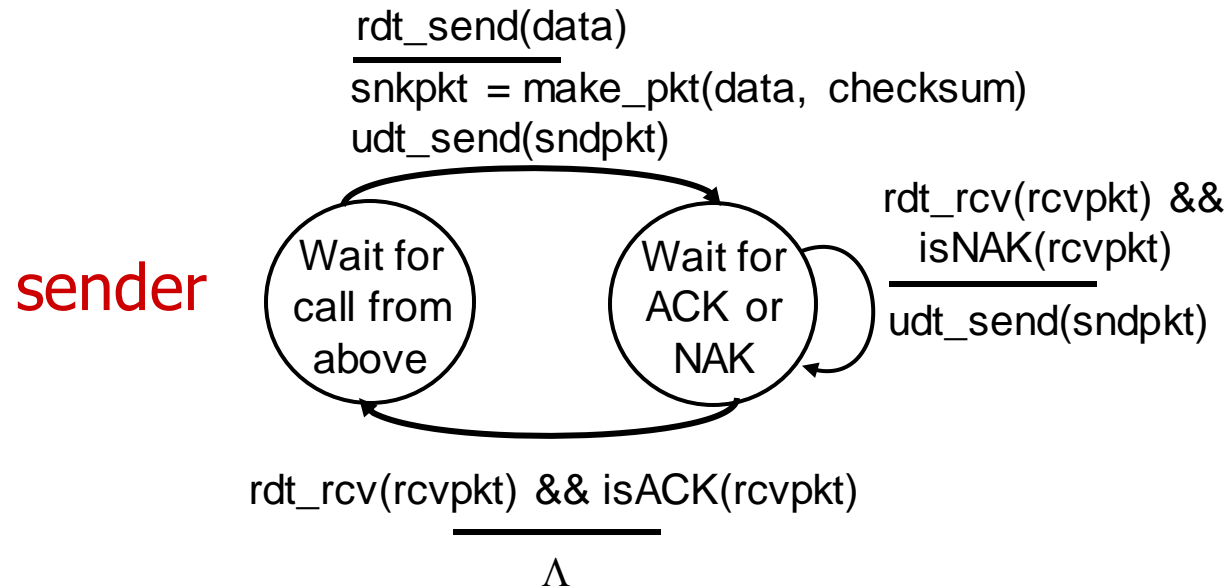 rdt_send(data)
snkpkt = make_pkt(data, checksum)
udt_send(sndpkt)
sender
Wait for
call from
above
Wait for
ACK or
NAK
rdt_rcv(rcvpkt) &&
isNAK(rcvpkt)
udt_send(sndpkt)
rdt_rcv(rcvpkt) && isACK(rcvpkt)
Λ